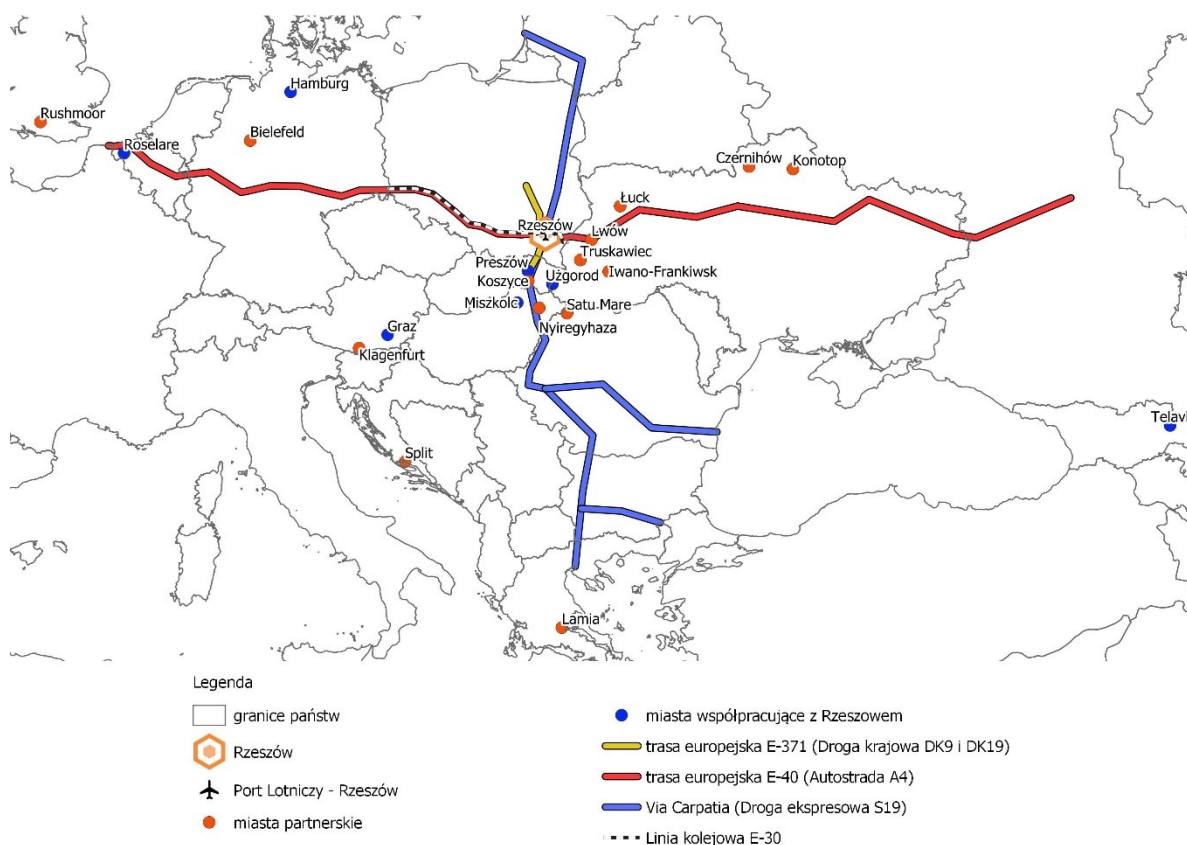 Hamburg
Rushmoor
Bielefeld
Roselare
Czernihów
Konotop
Łuck
Rzeszów
Lwów
Truskawiec
Preszów
Użgorod
Iwano-Frankiwsk
Koszyce
Miszkolc
Satu Mare
Nyiregyhaza
Graz
Klagenfurt
Telavi
Split
Lamia
Legenda
granice państw
Rzeszów
Port Lotniczy - Rzeszów
miasta partnerskie
miasta współpracujące z Rzeszowem
trasa europejska E-371 (Droga krajowa DK9 i DK19)
trasa europejska E-40 (Autostrada A4)
Via Carpatia (Droga ekspresowa S19)
Linia kolejowa E-30